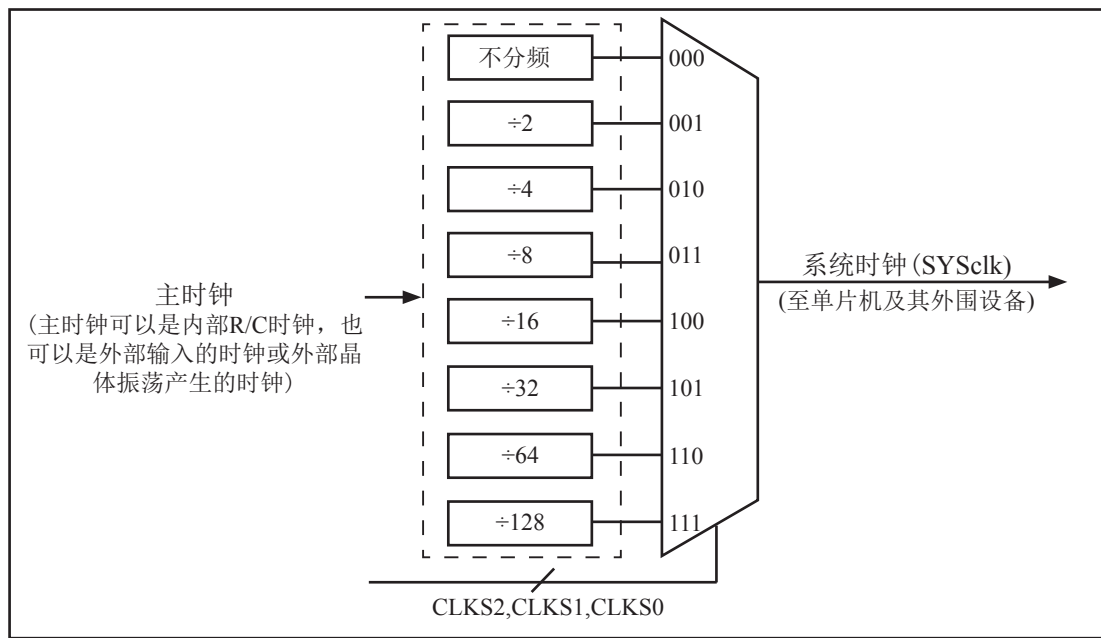 不分频
000
÷2
001
÷4
010
÷8
011
÷16
100
÷32
101
÷64
110
÷128
111
主时钟
(主时钟可以是内部R/C时钟，也
可以是外部输入的时钟或外部晶
体振荡产生的时钟)
系统时钟(SYSclk)
(至单片机及其外围设备)
CLKS2,CLKS1,CLKS0